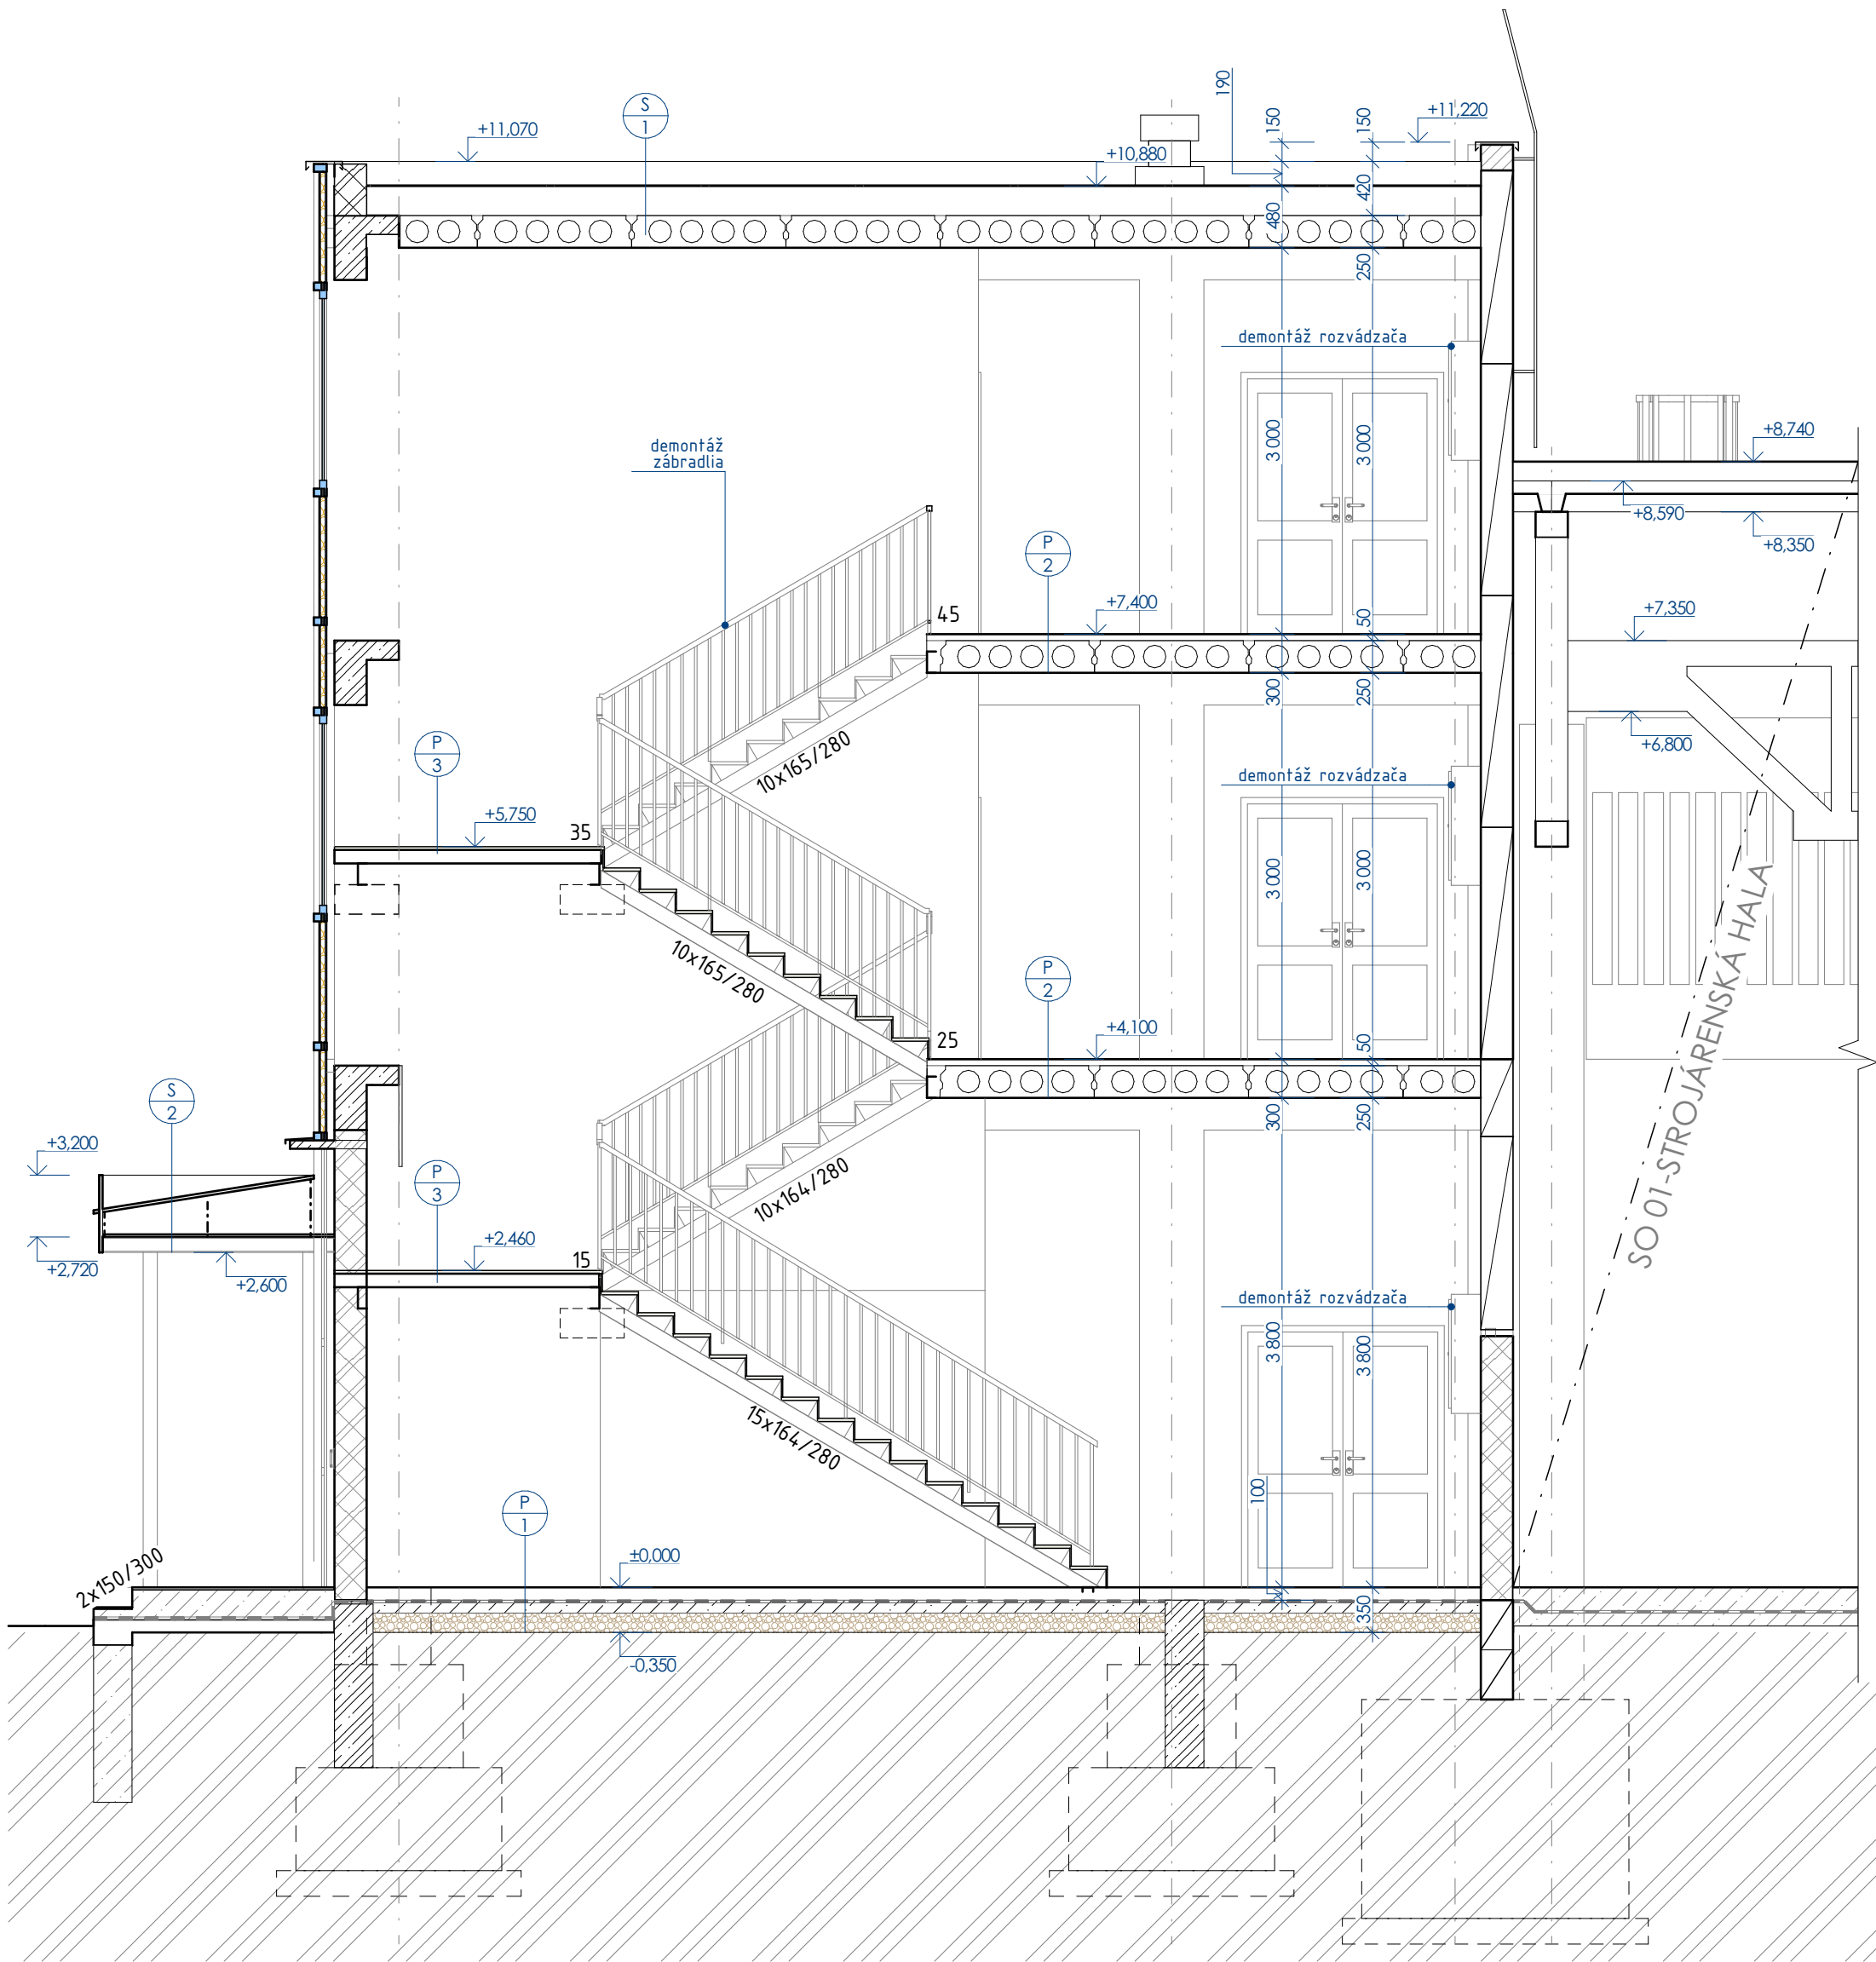 190
+11,070
S
1
+10,880
150
150
+11,220
420
480
250
demontáž rozvádzača
demontáž
zábradlia
3 000
3 000
+8,740
+8,590
+8,350
P
2
+7,400
45
50
+7,350
300
250
+6,800
10x165/280
P
3
+5,750
35
demontáž rozvádzača
3 000
3 000
10x165/280
P
2
+4,100
25
50
300
250
S
2
+3,200
+2,720
+2,600
P
3
+2,460
15
10x164/280
SO 01-STROJÁRENSKÁ HALA
demontáž rozvádzača
3 800
3 800
15x164/280
100
P
1
±0,000
2x150/300
350
-0,350